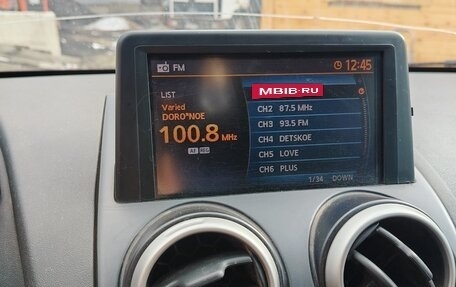 FM
12:45
LIST
MBIB.RU
Varied
DORO"NOE
CH2 87.5 MHz
100.8 MHz
CH3 93.5 FM
CH4 DETSKOE
AF REG
CH5 LOVE
CH6 PLUS
1/34 DOWN